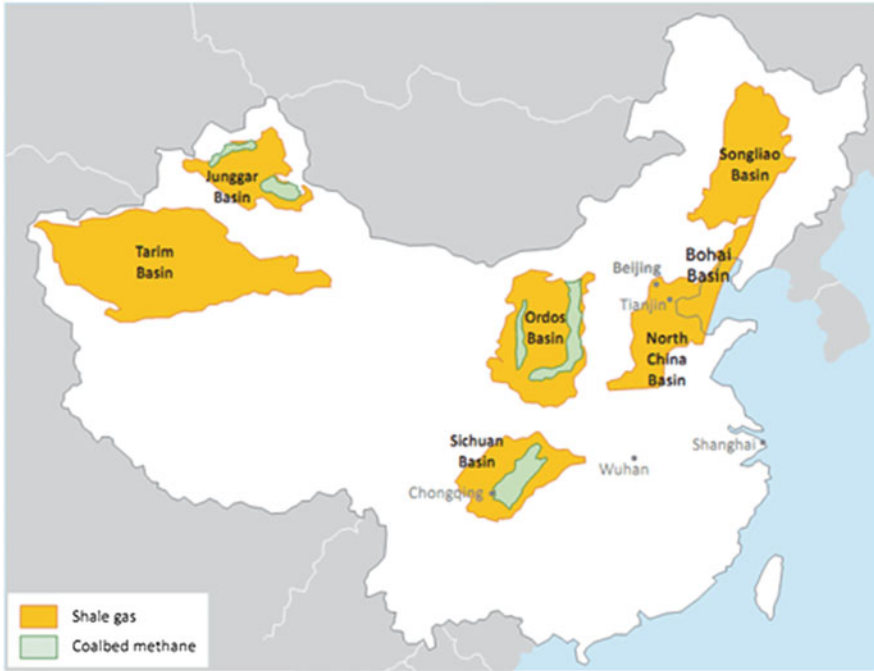 Songliao
Basin
Junggar
Basin
Tarim
Basin
Bohai
Basin
Beijing
Tianjin
Ordos
Basin
North
China
Basin
Sichuan
Basin
Shanghai
Wuhan
Chongqing
Shale gas
Coalbed methane